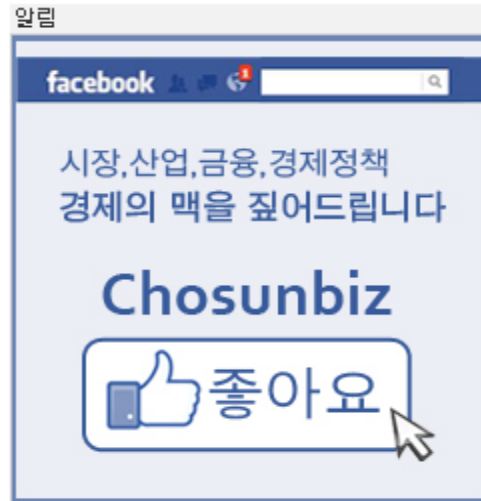 알림
facebook
1
시장,산업,금융,경제정책
경제의 맥을 짚어드립니다
Chosunbiz
좋아요